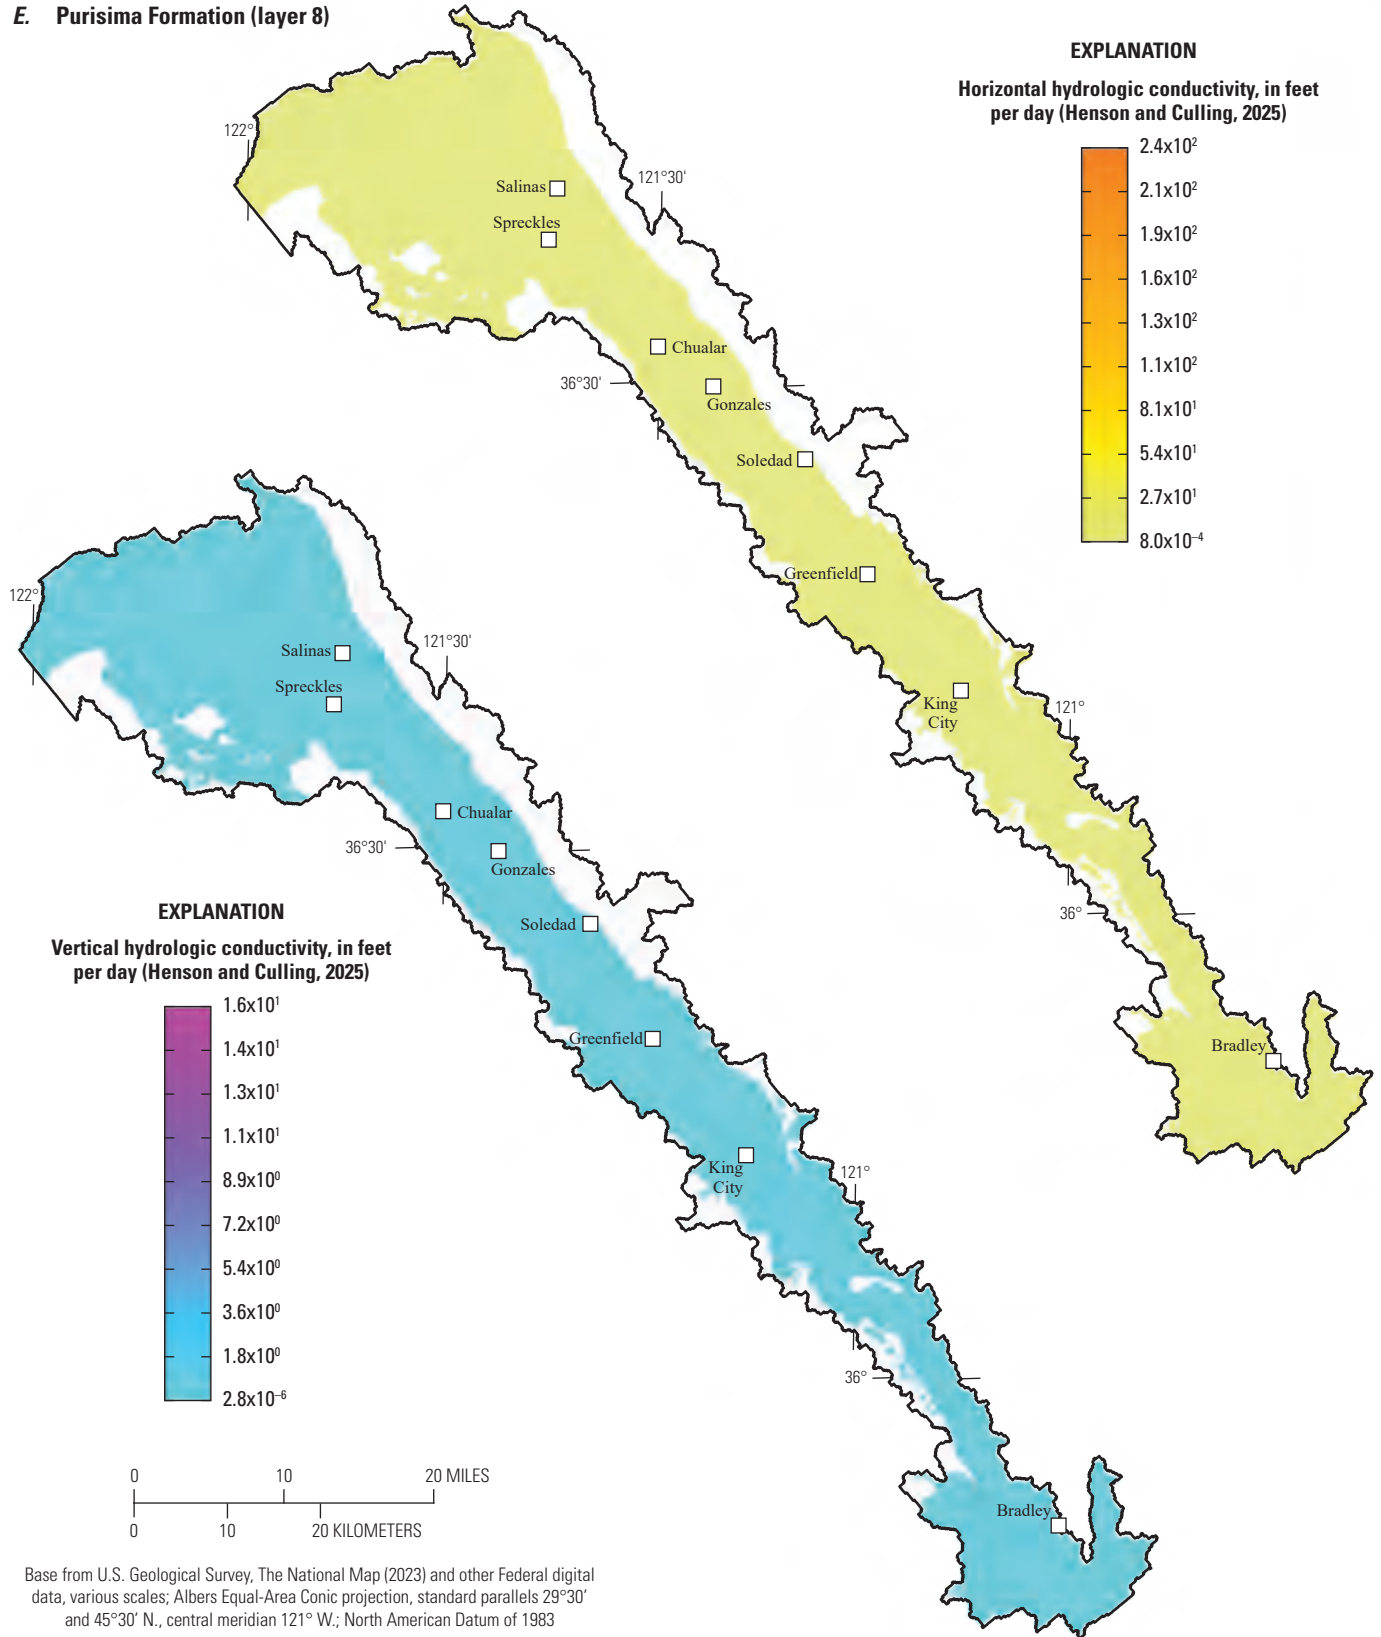 E. Purisima Formation (layer 8)
EXPLANATION
Horizontal hydrologic conductivity, in feet
per day (Henson and Culling, 2025)
2.4x10²
2.1x10²
1.9x10²
1.6x10²
1.3x10²
1.1x10²
8.1x10¹
5.4x10¹
2.7x10¹
8.0x10⁻⁴
122°
121°30'
Salinas
Spreckles
Chualar
36°30'
Gonzales
Soledad
Greenfield
King
City
121°
36°
Bradley
122°
121°30'
Salinas
Spreckles
Chualar
36°30'
Gonzales
Soledad
Greenfield
King
City
121°
36°
Bradley
EXPLANATION
Vertical hydrologic conductivity, in feet
per day (Henson and Culling, 2025)
1.6x10¹
1.4x10¹
1.3x10¹
1.1x10¹
8.9x10⁰
7.2x10⁰
5.4x10⁰
3.6x10⁰
1.8x10⁰
2.8x10⁻⁶
0 10 20 MILES
0 10 20 KILOMETERS
Base from U.S. Geological Survey, The National Map (2023) and other Federal digital
data, various scales; Albers Equal-Area Conic projection, standard parallels 29°30'
and 45°30' N., central meridian 121° W.; North American Datum of 1983